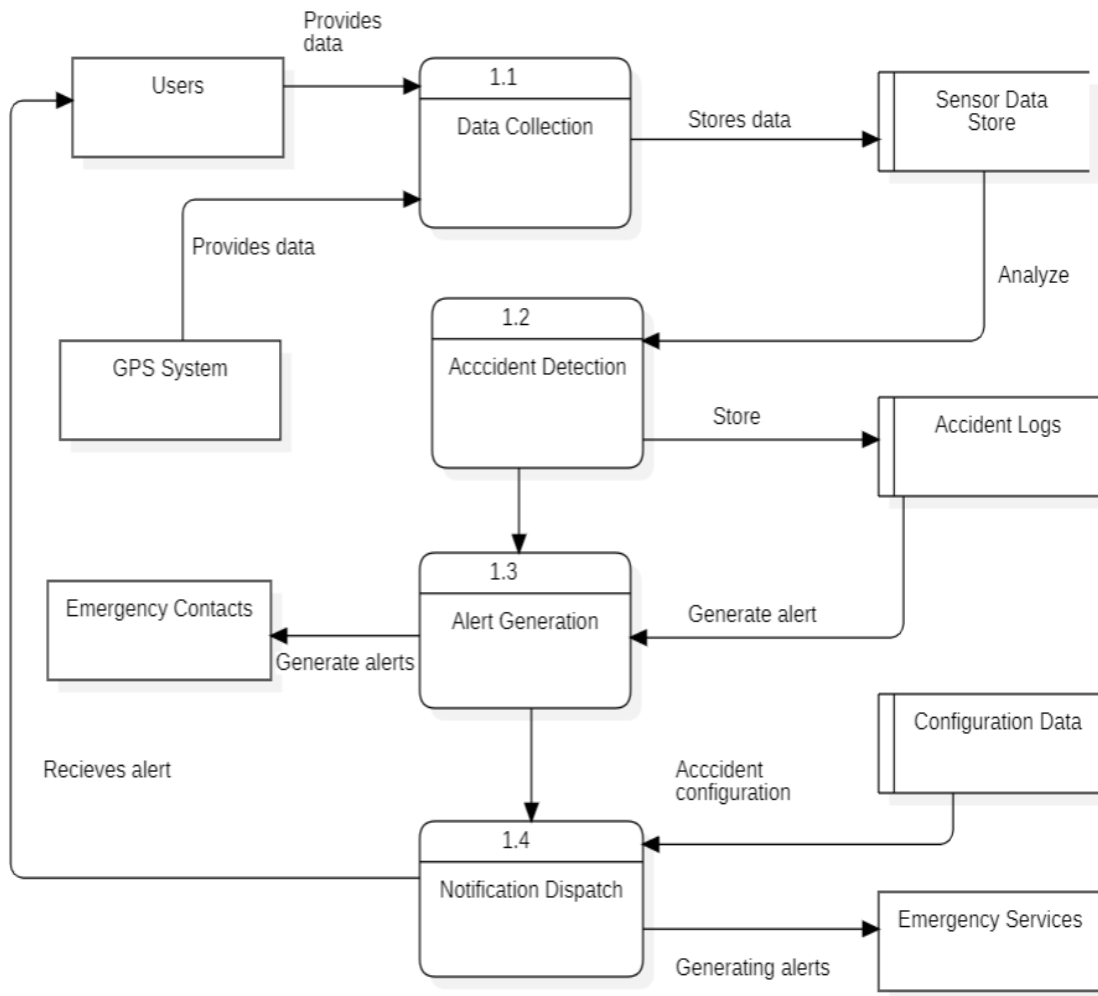 Provides
data
Users
1.1
Data Collection
Stores data
Sensor Data
Store
Provides data
Analyze
1.2
Acccident Detection
GPS System
Store
Accident Logs
1.3
Alert Generation
Emergency Contacts
Generate alert
Generate alerts
Configuration Data
Recieves alert
Acccident
configuration
1.4
Notification Dispatch
Emergency Services
Generating alerts